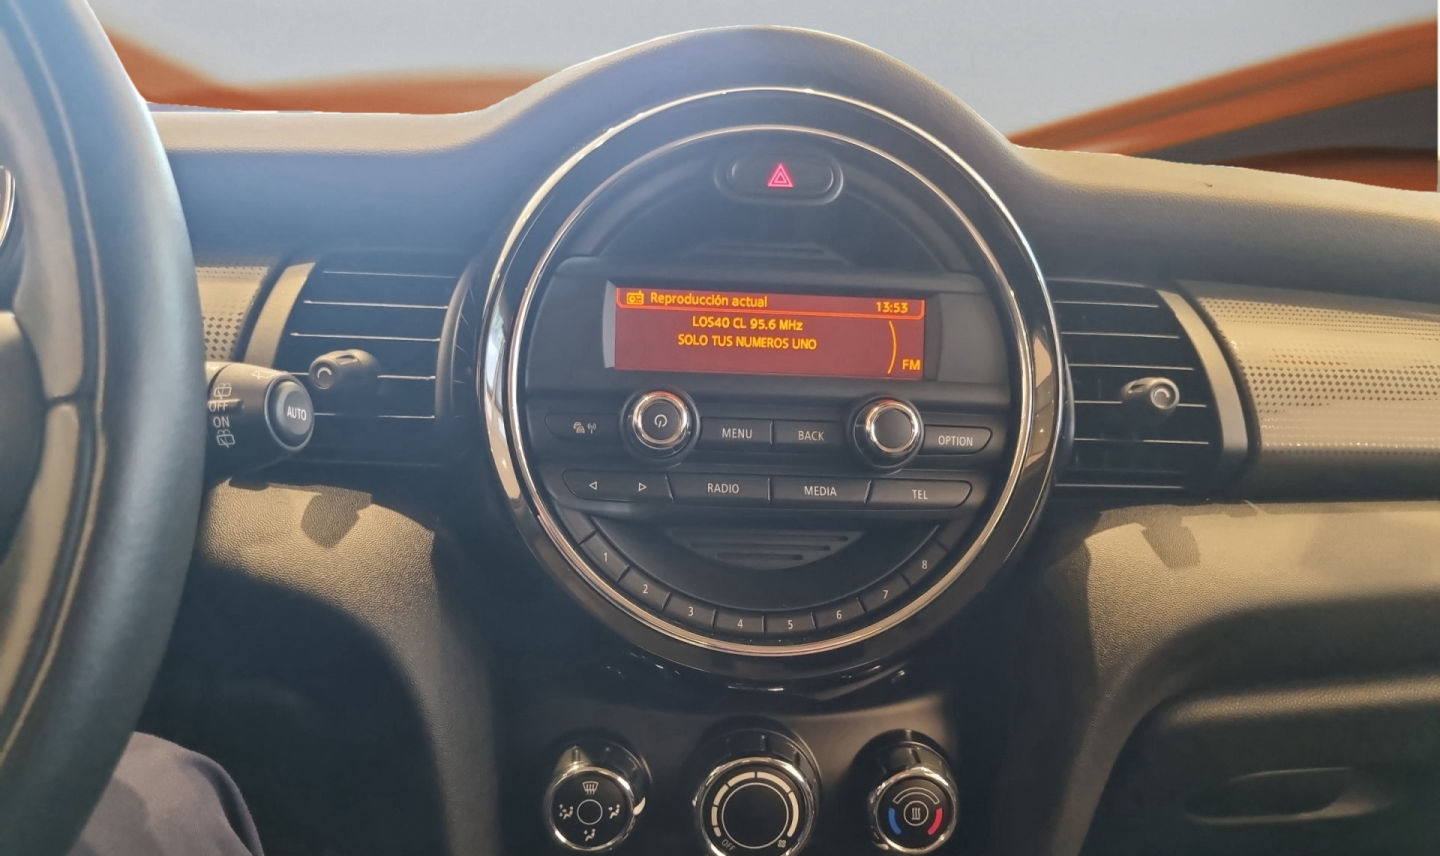 Reproducción actual 13:53
LOS40 CL 95.6 MHz
SOLO TUS NUMEROS UNO
FM
OFF
ON
AUTO
MENU
BACK
OPTION
RADIO
MEDIA
TEL
1
2
3
4
5
6
7
8
OFF